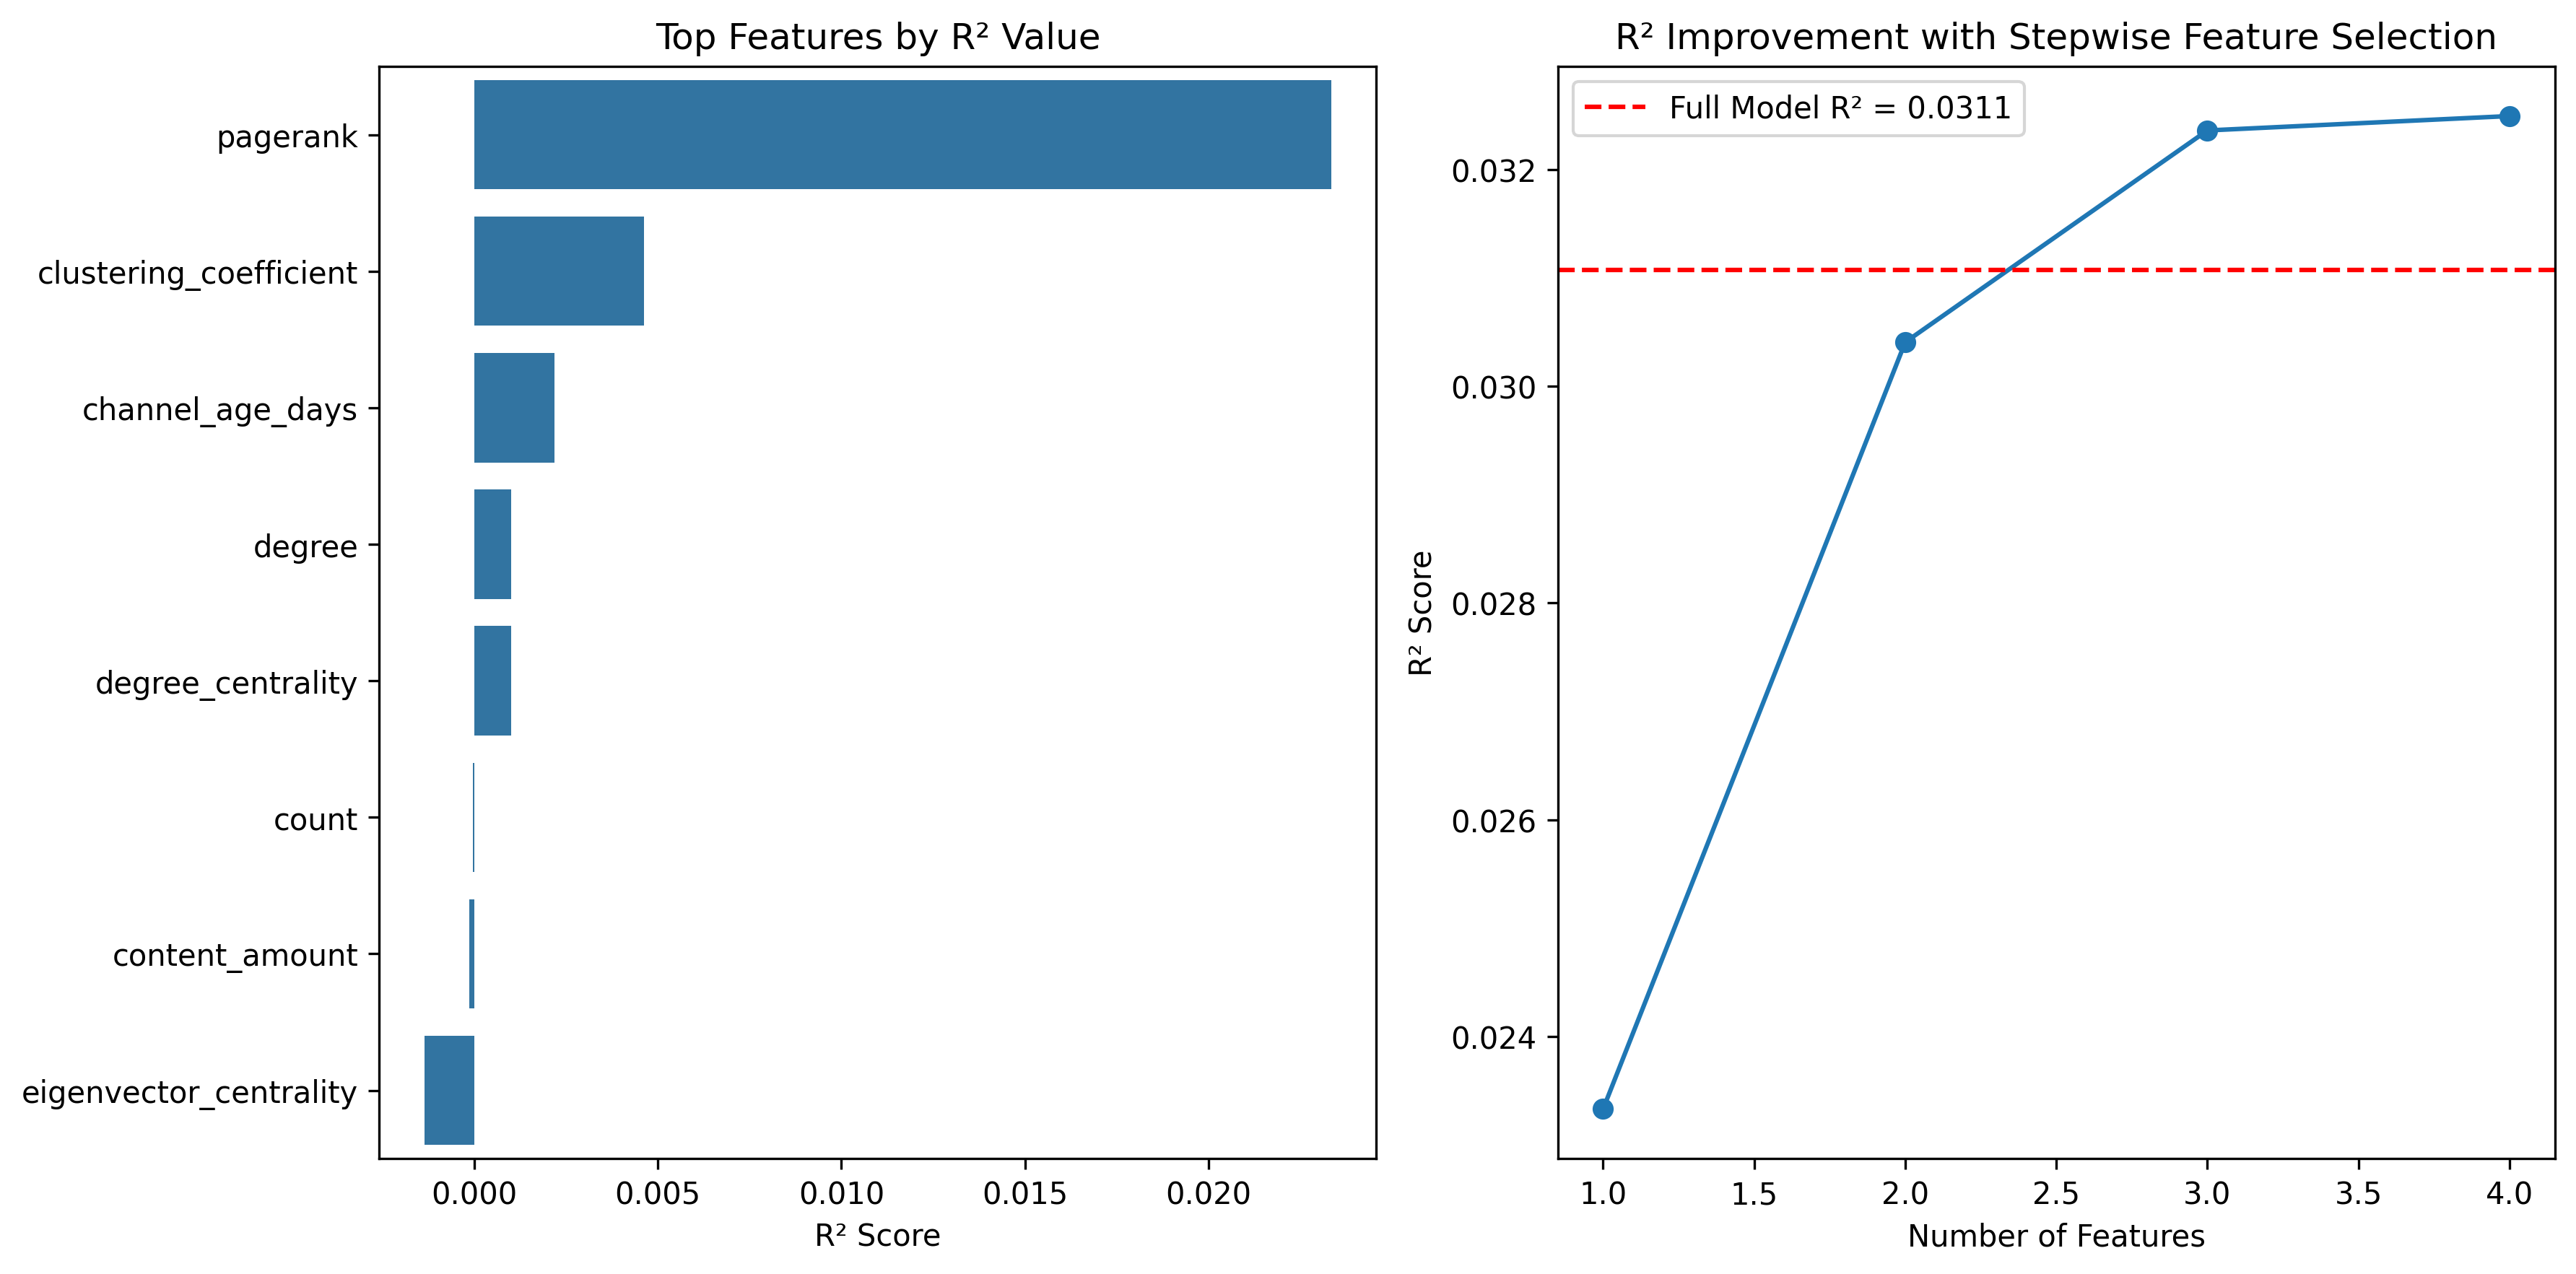 Top Features by R² Value
pagerank
clustering_coefficient
channel_age_days
degree
degree_centrality
count
content_amount
eigenvector_centrality
0.000 0.005 0.010 0.015 0.020
R² Score
R² Improvement with Stepwise Feature Selection
Full Model R² = 0.0311
0.032
0.030
0.028
0.026
0.024
R² Score
1.0 1.5 2.0 2.5 3.0 3.5 4.0
Number of Features